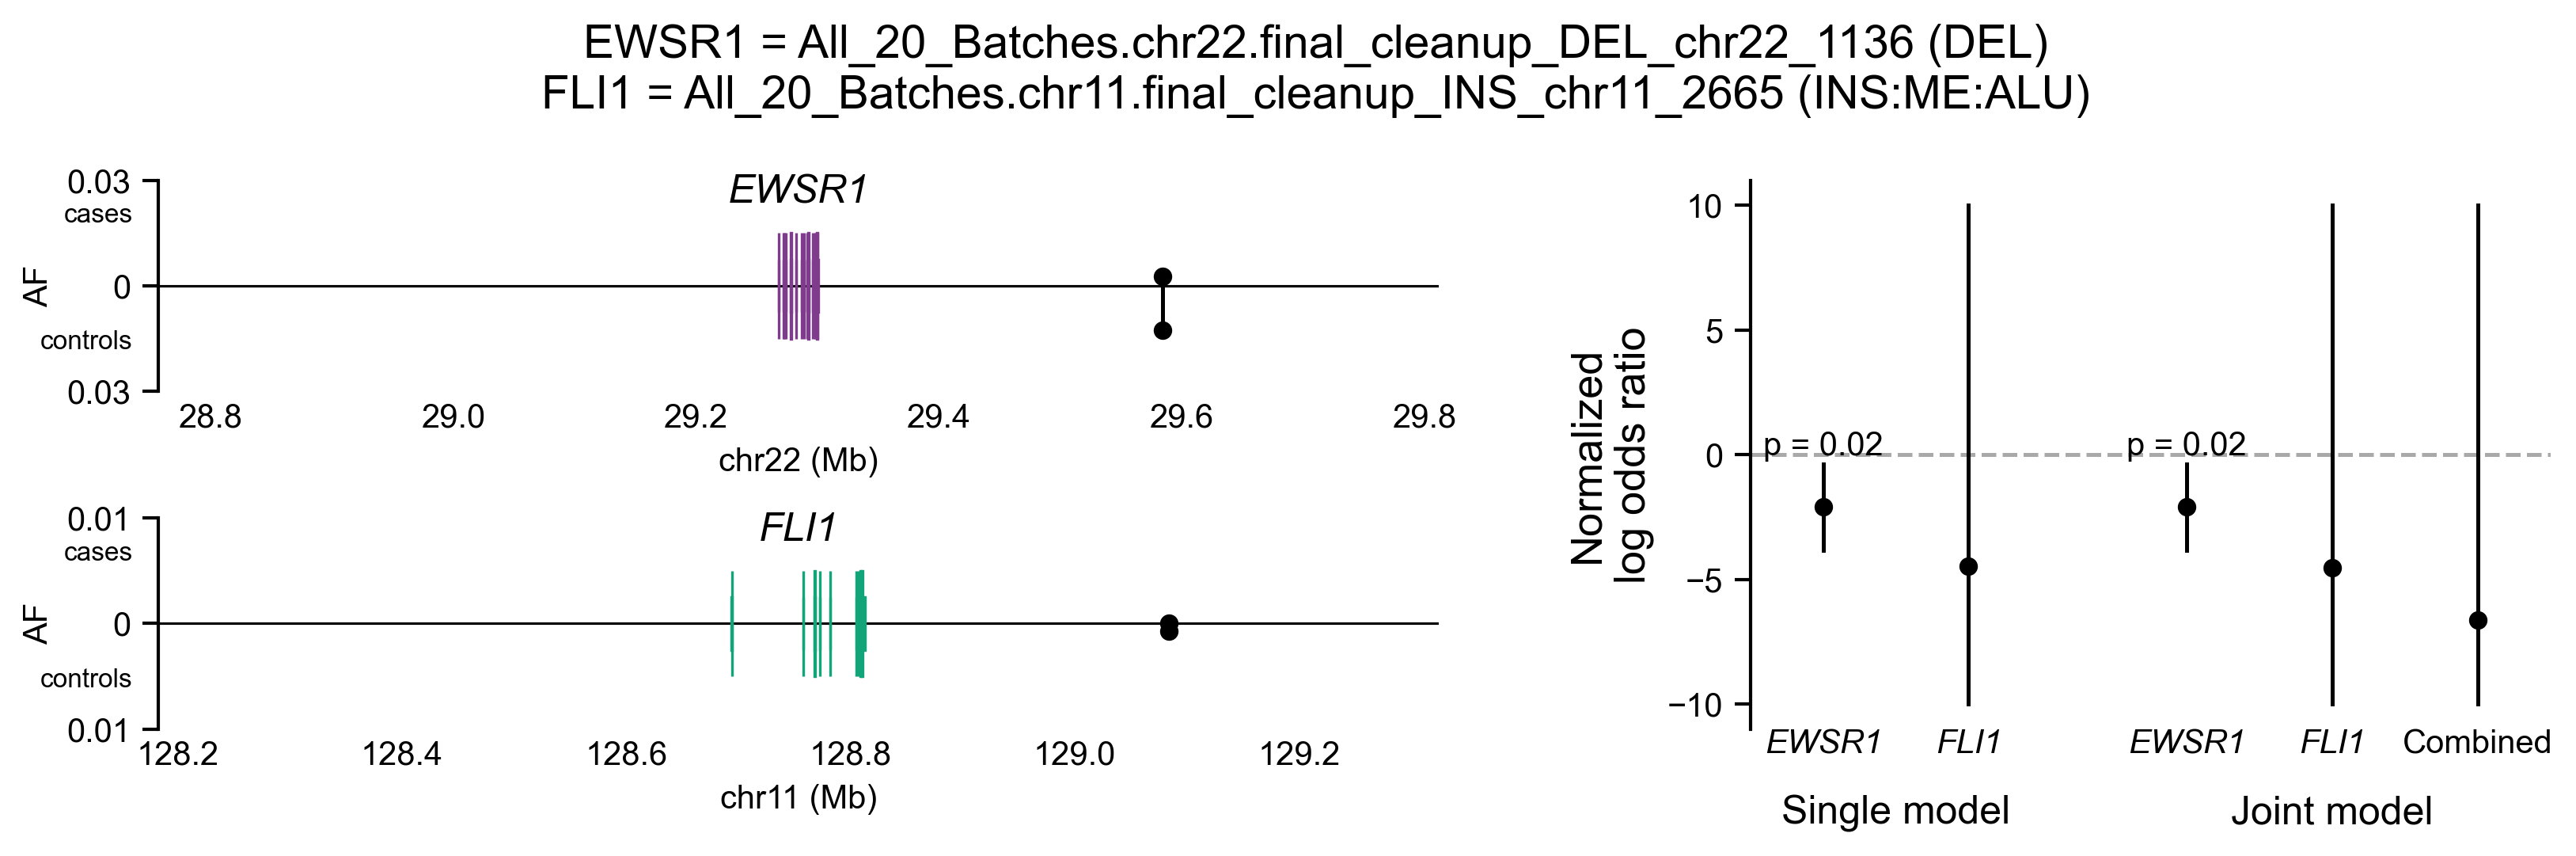 EWSR1 = All_20_Batches.chr22.final_cleanup_DEL_chr22_1136 (DEL)
FLI1 = All_20_Batches.chr11.final_cleanup_INS_chr11_2665 (INS:ME:ALU)
EWSR1
0.03
cases
0
controls
0.03
AF
28.8 29.0 29.2 29.4 29.6 29.8
chr22 (Mb)
FLI1
0.01
cases
0
controls
0.01
AF
128.2 128.4 128.6 128.8 129.0 129.2
chr11 (Mb)
Normalized
log odds ratio
10
5
0
−5
−10
p = 0.02 p = 0.02
EWSR1 FLI1 EWSR1 FLI1 Combined
Single model Joint model